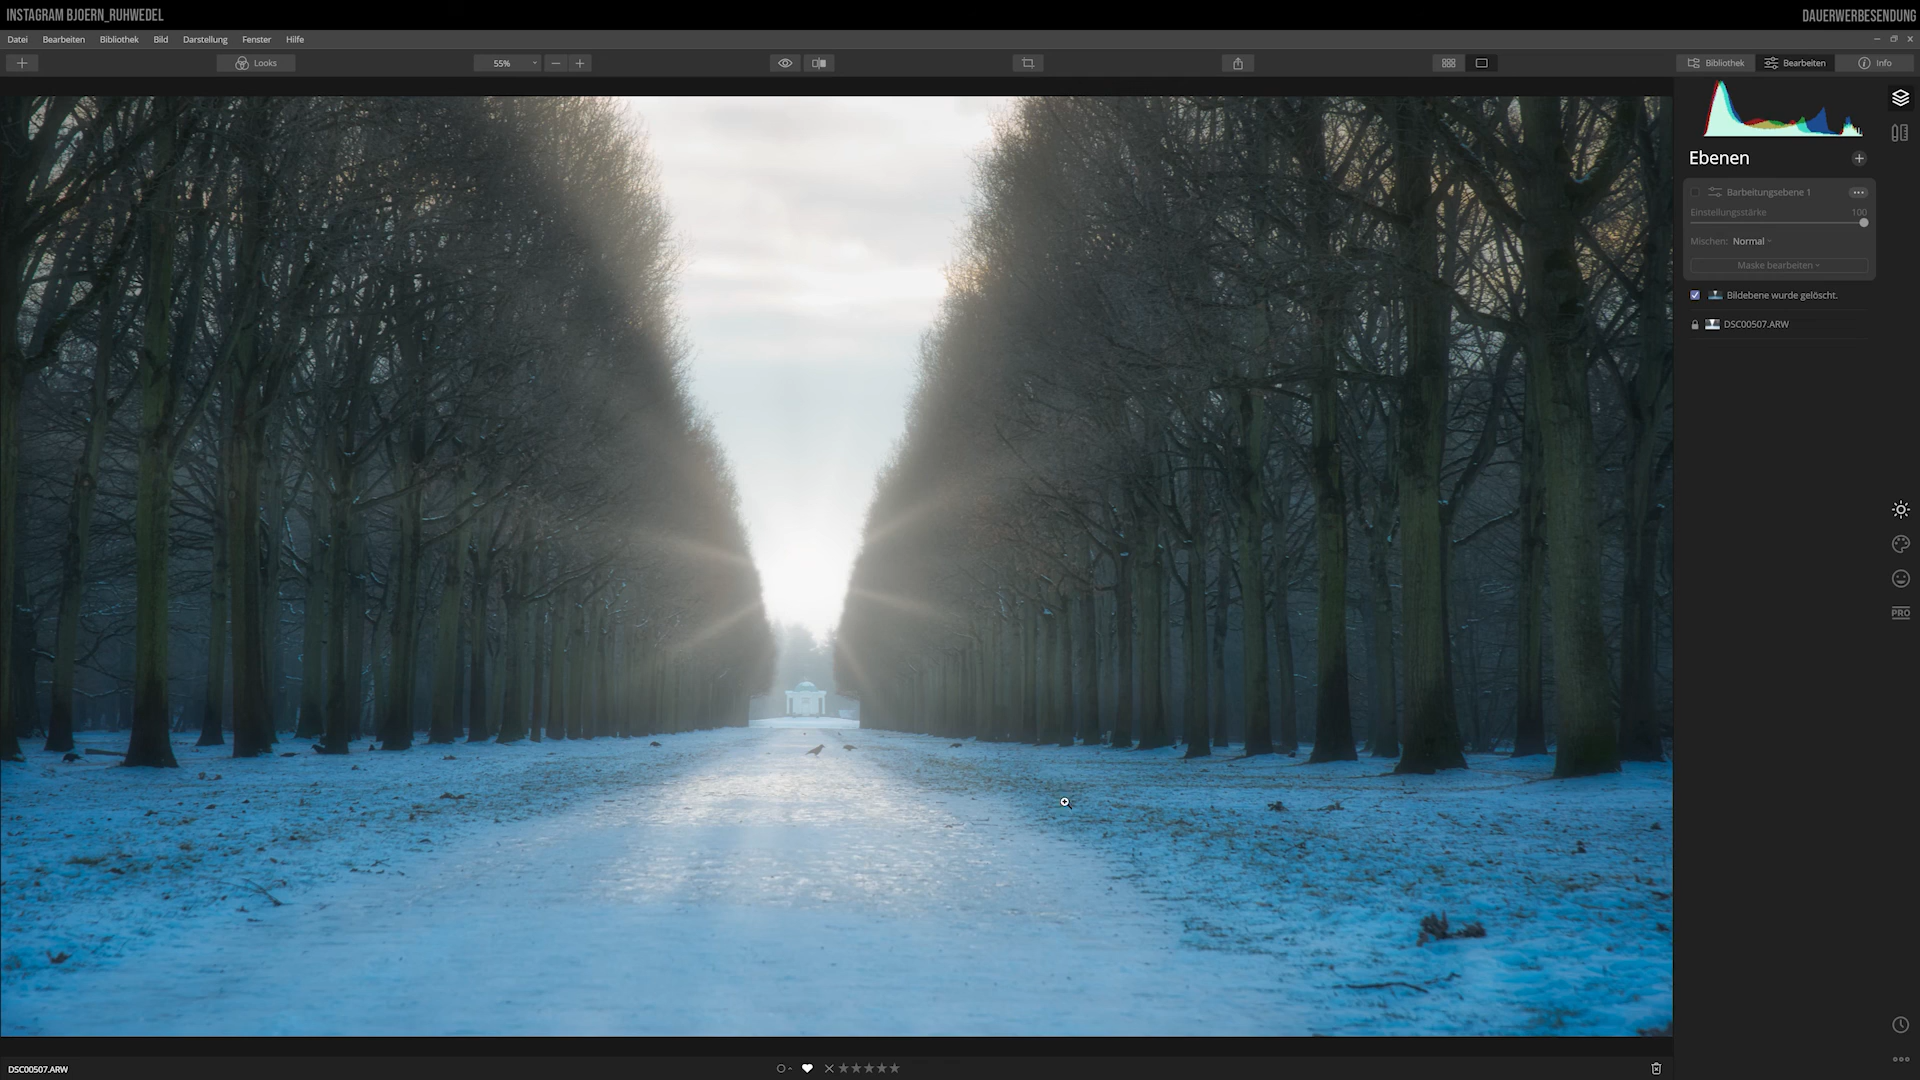 INSTAGRAM BJOERN_RUHWEDEL
DAUERWERBESENDUNG
Datei Bearbeiten Bibliothek Bild Darstellung Fenster Hilfe
Looks 55% Bibliothek Bearbeiten Info
Ebenen
Barbeitungsebene 1
Einstellungsstärke 100
Mischen: Normal
Maske bearbeiten
Bildebene wurde gelöscht.
DSC00507.ARW
PRO
DSC00507.ARW